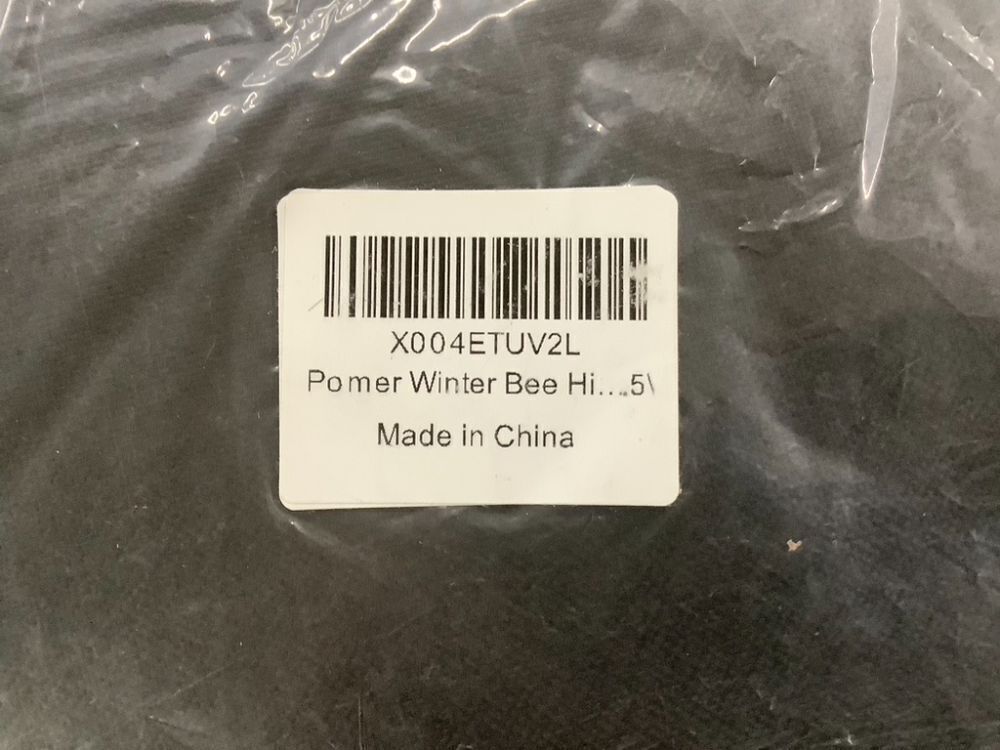 X004ETUV2L
Pomer Winter Bee Hi....5\
Made in China